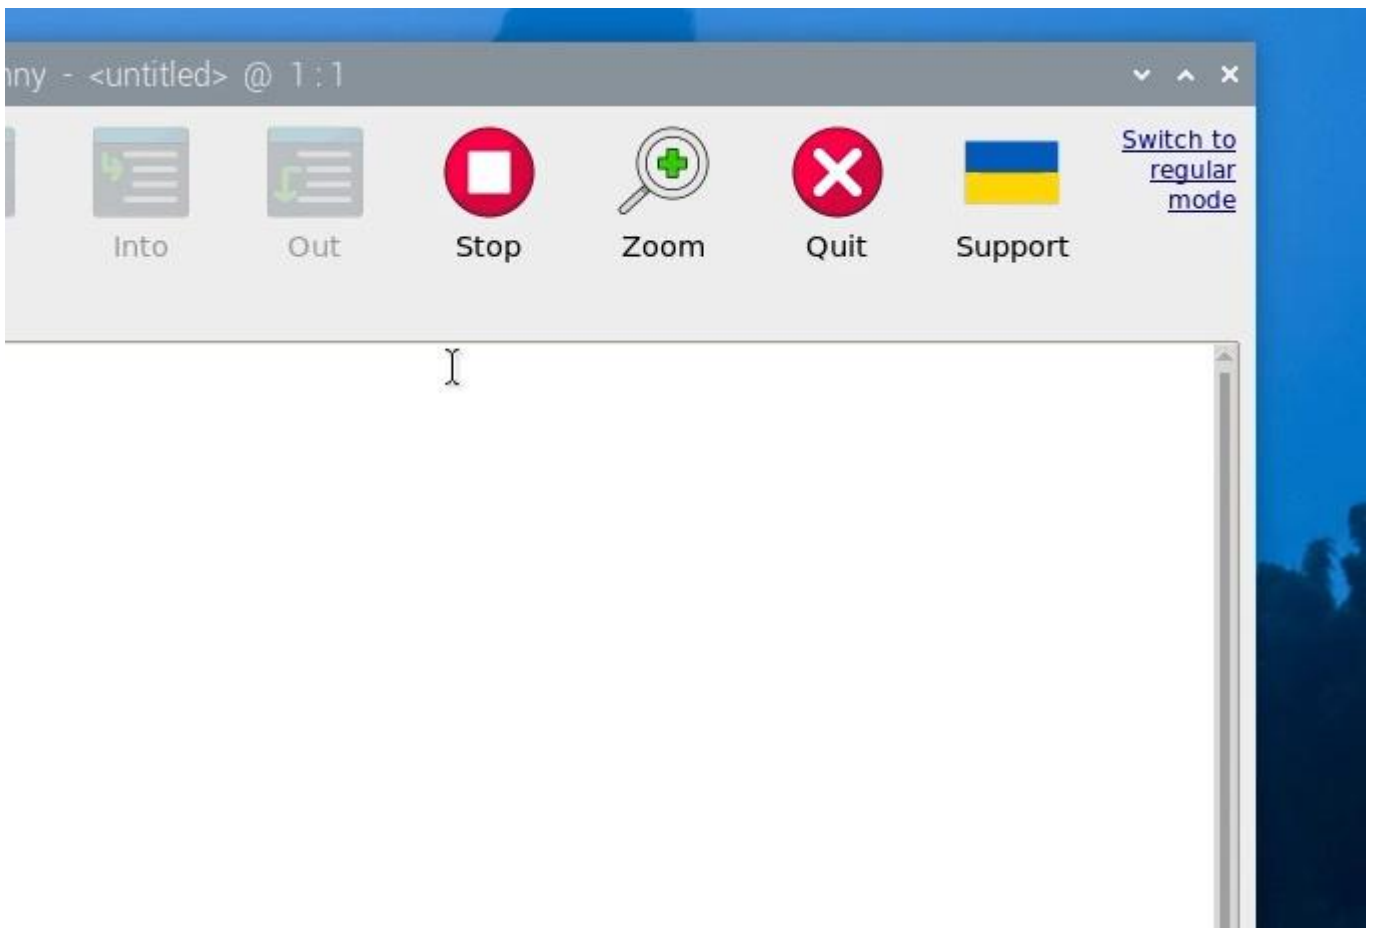 nny - <untitled> @ 1:1
Into
Out
Stop
Zoom
Quit
Support
Switch to
regular
mode